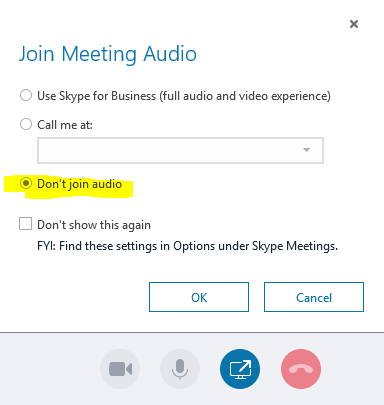 Join Meeting Audio
Use Skype for Business (full audio and video experience)
Call me at:
Don't join audio
Don't show this again
FYI: Find these settings in Options under Skype Meetings.
OK
Cancel